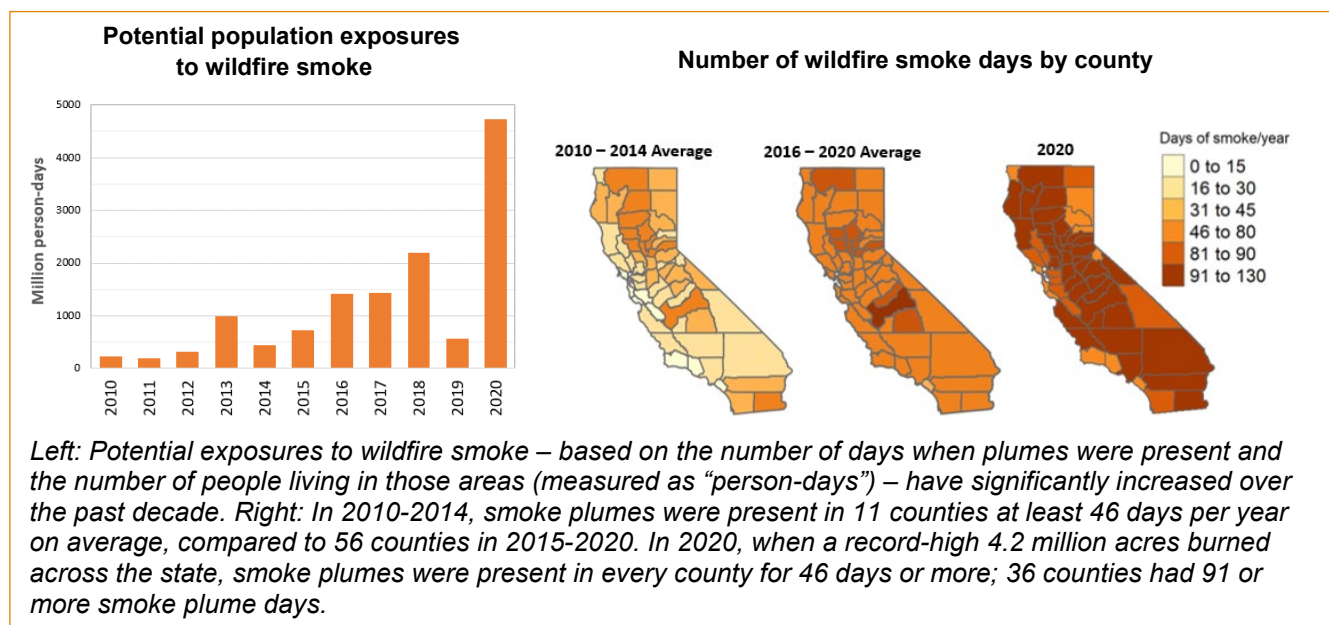 Potential population exposures
to wildfire smoke
Million person-days
5000
4000
3000
2000
1000
0
2010
2011
2012
2013
2014
2015
2016
2017
2018
2019
2020
Number of wildfire smoke days by county
2010 – 2014 Average
2016 – 2020 Average
2020
Days of smoke/year
0 to 15
16 to 30
31 to 45
46 to 80
81 to 90
91 to 130
Left: Potential exposures to wildfire smoke – based on the number of days when plumes were present and
the number of people living in those areas (measured as “person-days”) – have significantly increased over
the past decade. Right: In 2010-2014, smoke plumes were present in 11 counties at least 46 days per year
on average, compared to 56 counties in 2015-2020. In 2020, when a record-high 4.2 million acres burned
across the state, smoke plumes were present in every county for 46 days or more; 36 counties had 91 or
more smoke plume days.